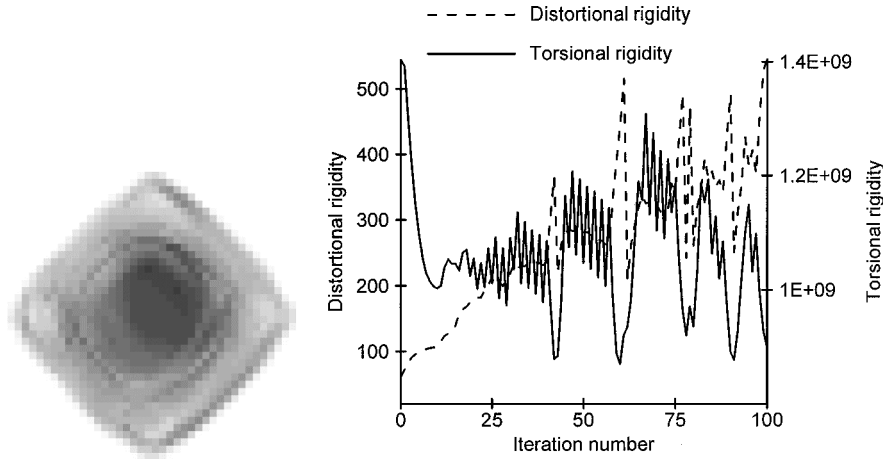 Distortional rigidity
Torsional rigidity
Distortional rigidity
500
400
300
200
100
1.4E+09
1.2E+09
1E+09
Torsional rigidity
0
25
50
75
100
Iteration number